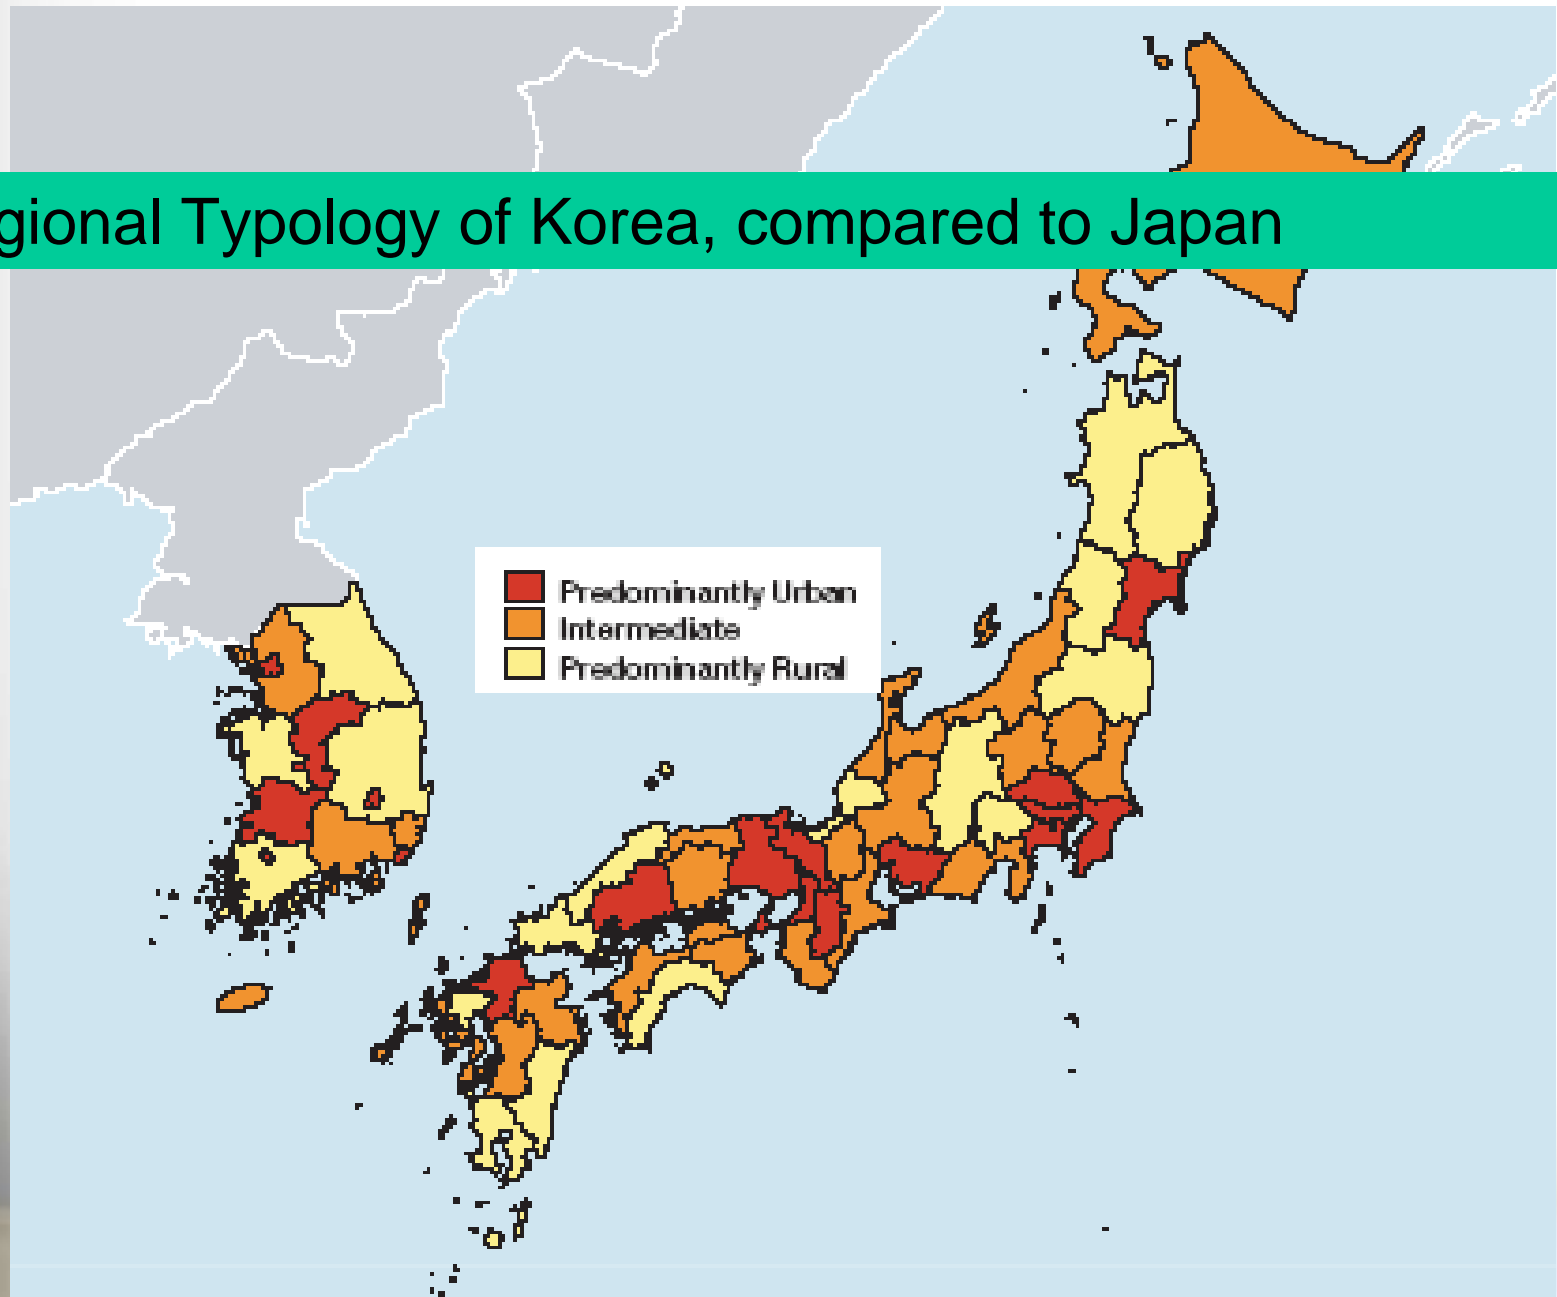 gional Typology of Korea, compared to Japan
Predominantly Urban
Intermediate
Predominantly Rural